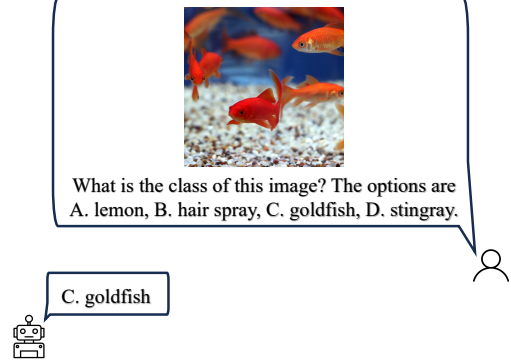 What is the class of this image? The options are
A. lemon, B. hair spray, C. goldfish, D. stingray.
C. goldfish